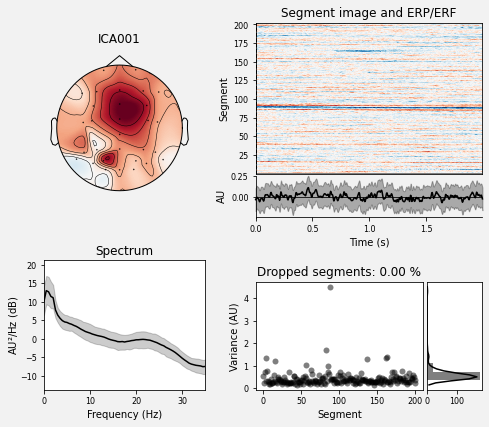 ICA001
Segment image and ERP/ERF
Segment
200
175
150
125
100
75
50
25
AU
0.25
0.00
0.0 0.5 1.0 1.5
Time (s)
Spectrum
AU²/Hz (dB)
20
15
10
5
0
−5
−10
0 10 20 30
Frequency (Hz)
Dropped segments: 0.00 %
Variance (AU)
4
3
2
1
0
0 50 100 150 200
Segment
0 100